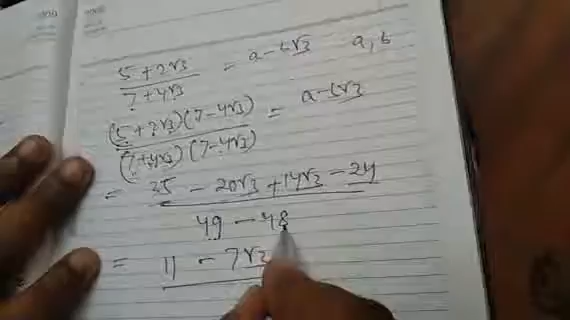 5+2√3 / 7+4√3 = a-b√3 a, b
(5+2√3)(7-4√3) / (7+4√3)(7-4√3) = a-b√3
= 35 - 20√3 + 14√3 - 24 / 49 - 48
= 11 - 7√3